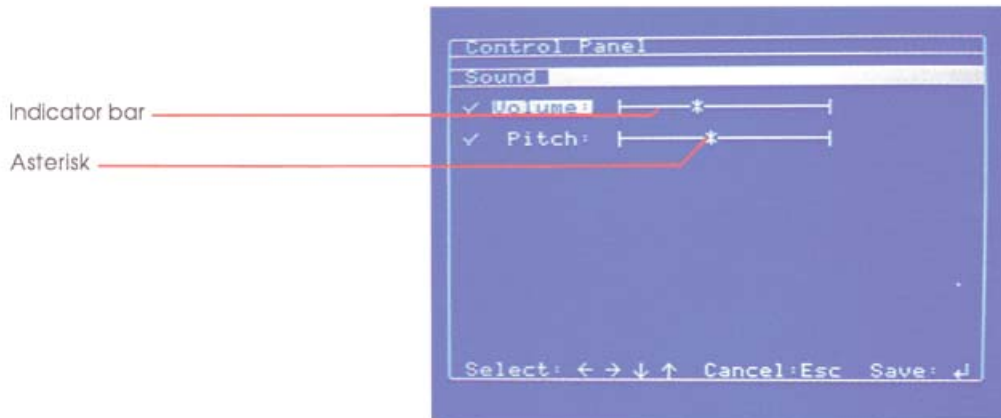 Control Panel
Sound
Indicator bar
✓ Volume:
✓ Pitch:
Asterisk
Select: ← → ↓ ↑ Cancel:Esc Save: ↵